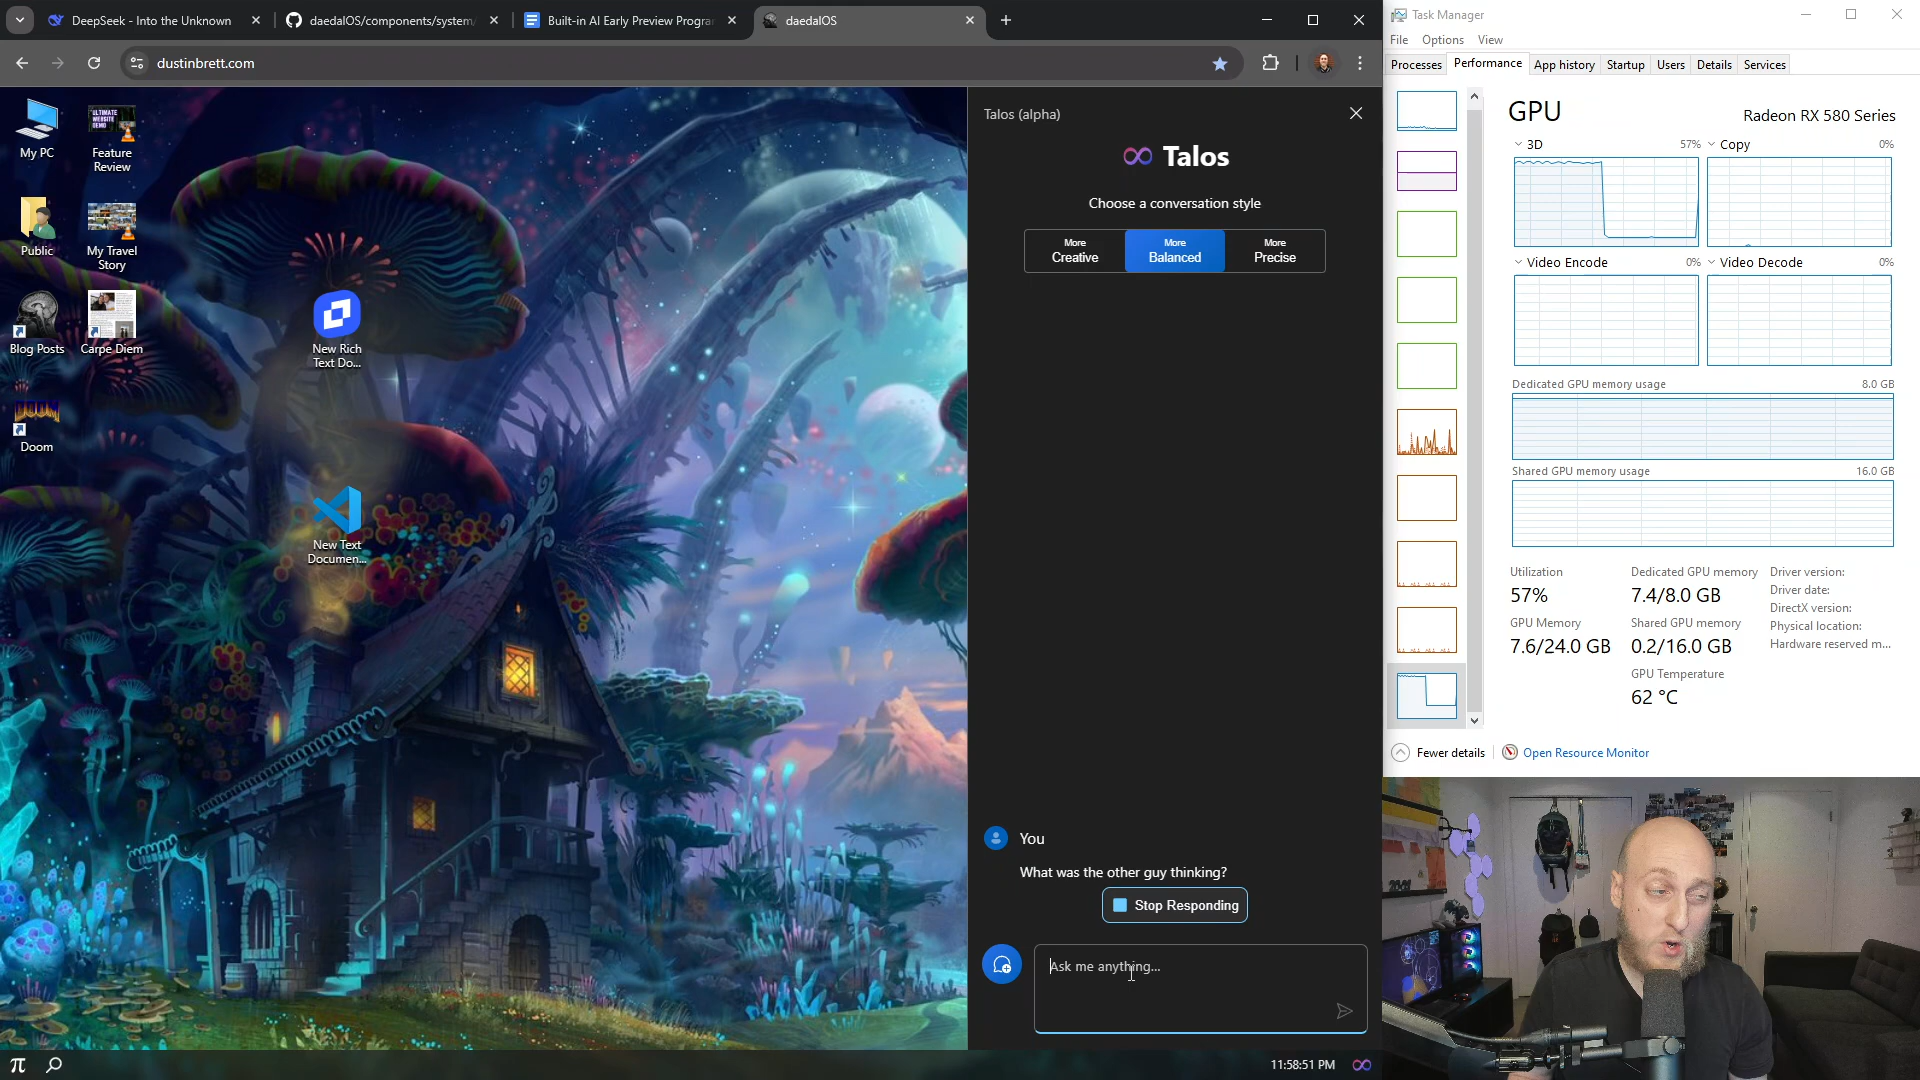 DeepSeek - Into the Unknown
daedalOS/components/system/
Built-in AI Early Preview Program
daedalOS
dustinbrett.com
My PC
ULTIMATE
WEBSITE
DEMO
Feature
Review
Public
My Travel
Story
Blog Posts
Carpe Diem
DOOM
Doom
New Rich
Text Do...
New Text
Documen...
Talos (alpha)
Talos
Choose a conversation style
More
Creative
More
Balanced
More
Precise
You
What was the other guy thinking?
Stop Responding
Ask me anything...
11:58:51 PM
Task Manager
File Options View
Processes Performance App history Startup Users Details Services
GPU
Radeon RX 580 Series
3D 57% Copy 0%
Video Encode 0% Video Decode 0%
Dedicated GPU memory usage 8.0 GB
Shared GPU memory usage 16.0 GB
Utilization
57%
Dedicated GPU memory
7.4/8.0 GB
GPU Memory
7.6/24.0 GB
Shared GPU memory
0.2/16.0 GB
GPU Temperature
62 °C
Driver version:
Driver date:
DirectX version:
Physical location:
Hardware reserved m...
Fewer details
Open Resource Monitor